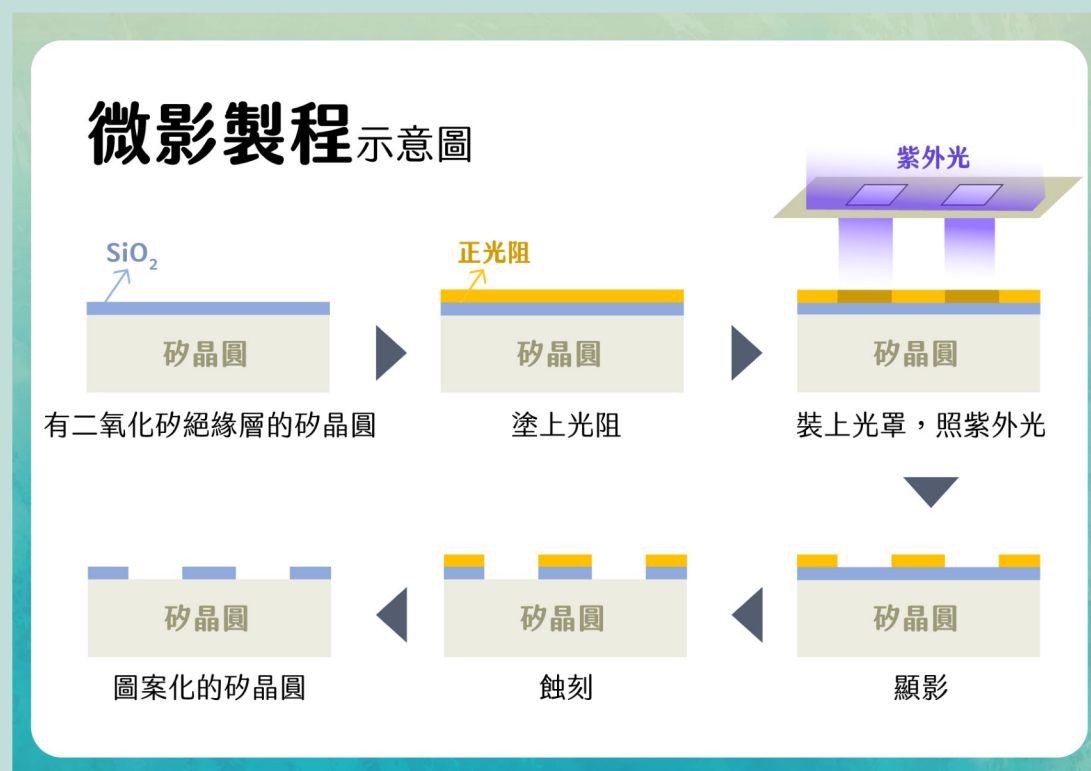 微影製程示意圖
SiO₂
矽晶圓
有二氧化矽絕緣層的矽晶圓
正光阻
矽晶圓
塗上光阻
紫外光
矽晶圓
裝上光罩，照紫外光
矽晶圓
顯影
矽晶圓
蝕刻
矽晶圓
圖案化的矽晶圓